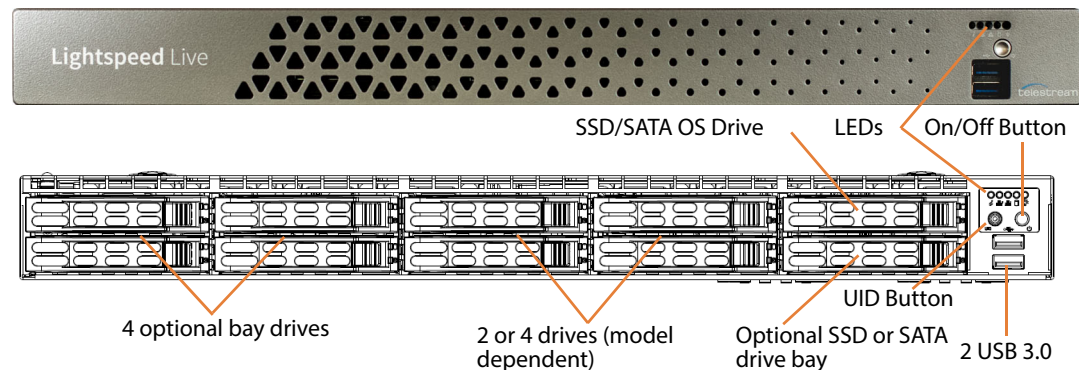 Lightspeed Live
telestream
SSD/SATA OS Drive
LEDs
On/Off Button
UID Button
4 optional bay drives
2 or 4 drives (model
dependent)
Optional SSD or SATA
drive bay
2 USB 3.0